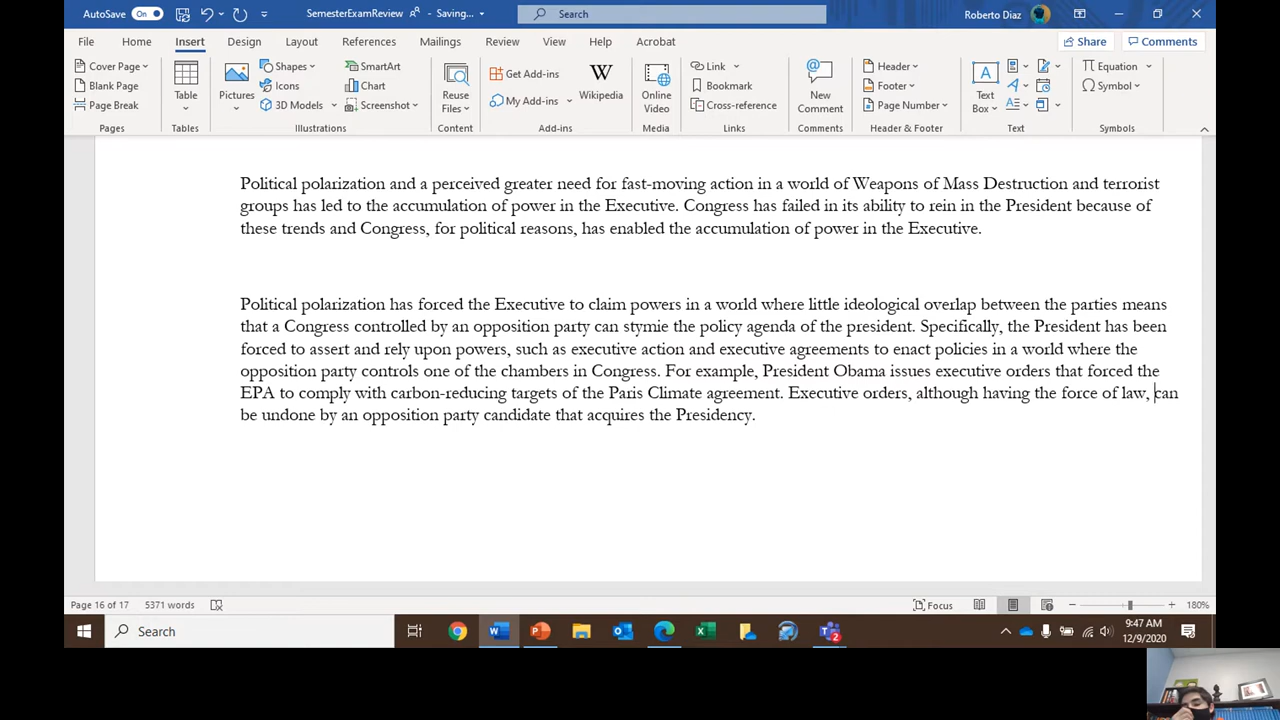 AutoSave On SemesterExamReview Saving... Search Roberto Diaz
File Home Insert Design Layout References Mailings Review View Help Acrobat Share Comments
Cover Page
Blank Page
Page Break
Pages
Table
Tables
Pictures
Shapes
Icons
3D Models
SmartArt
Chart
Screenshot
Illustrations
Reuse
Files
Content
Get Add-ins
My Add-ins
W
Wikipedia
Add-ins
Online
Video
Media
Link
Bookmark
Cross-reference
Links
New
Comment
Comments
Header
Footer
Page Number
Header & Footer
A
Text
Box
Text
Equation
Symbol
Symbols
Political polarization and a perceived greater need for fast-moving action in a world of Weapons of Mass Destruction and terrorist
groups has led to the accumulation of power in the Executive. Congress has failed in its ability to rein in the President because of
these trends and Congress, for political reasons, has enabled the accumulation of power in the Executive.
Political polarization has forced the Executive to claim powers in a world where little ideological overlap between the parties means
that a Congress controlled by an opposition party can stymie the policy agenda of the president. Specifically, the President has been
forced to assert and rely upon powers, such as executive action and executive agreements to enact policies in a world where the
opposition party controls one of the chambers in Congress. For example, President Obama issues executive orders that forced the
EPA to comply with carbon-reducing targets of the Paris Climate agreement. Executive orders, although having the force of law, can
be undone by an opposition party candidate that acquires the Presidency.
Page 16 of 17 5371 words Focus 180%
Search 9:47 AM
12/9/2020